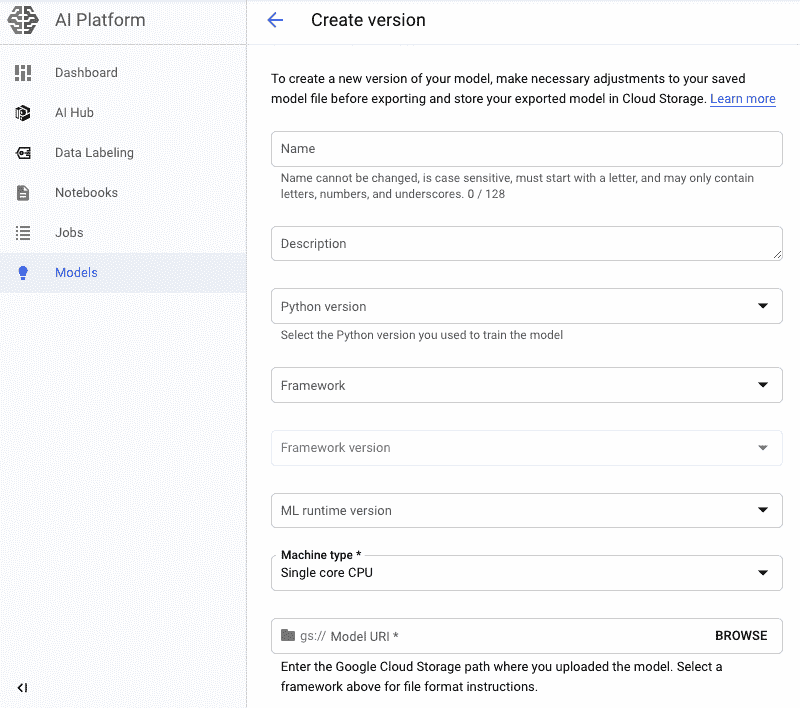 AI Platform
Create version
Dashboard
AI Hub
Data Labeling
Notebooks
Jobs
Models
To create a new version of your model, make necessary adjustments to your saved
model file before exporting and store your exported model in Cloud Storage. Learn more
Name
Name cannot be changed, is case sensitive, must start with a letter, and may only contain
letters, numbers, and underscores. 0 / 128
Description
Python version
Select the Python version you used to train the model
Framework
Framework version
ML runtime version
Machine type *
Single core CPU
gs:// Model URI * BROWSE
Enter the Google Cloud Storage path where you uploaded the model. Select a
framework above for file format instructions.